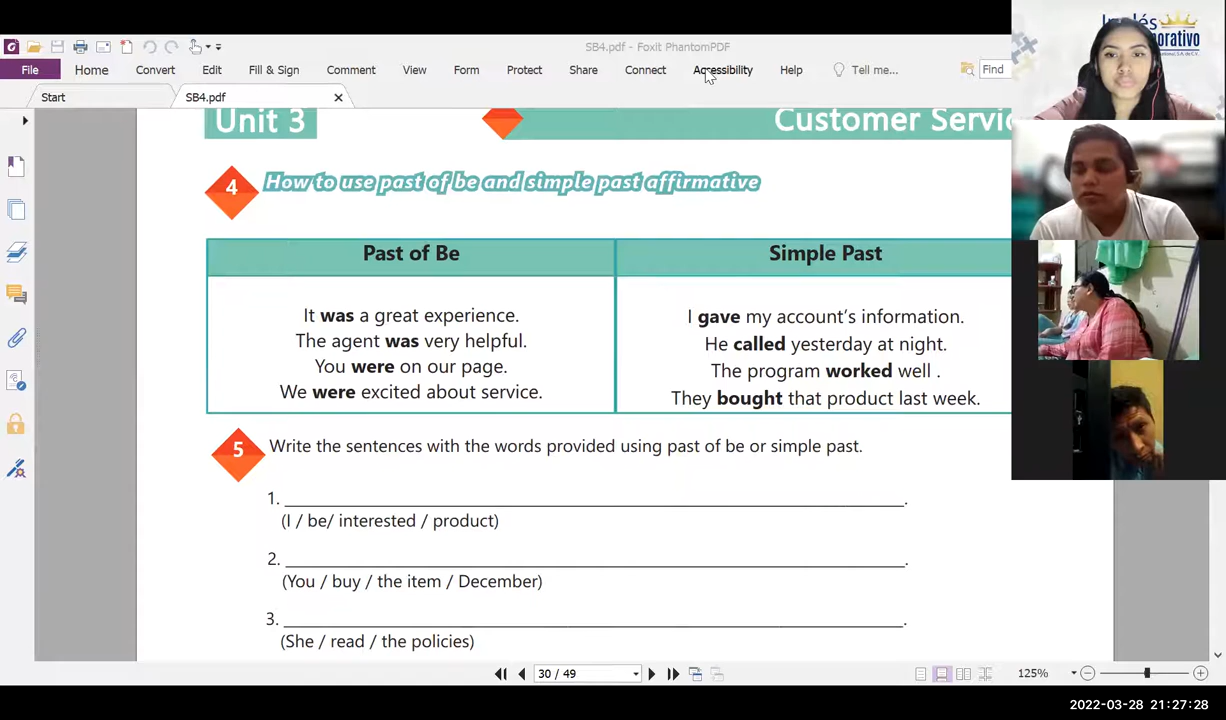 SB4.pdf - Foxit PhantomPDF
File Home Convert Edit Fill & Sign Comment View Form Protect Share Connect Accessibility Help Tell me... Find
Start SB4.pdf
Inglés
orativo
Unit 3 Customer Servic
4 How to use past of be and simple past affirmative
Past of Be
It was a great experience.
The agent was very helpful.
You were on our page.
We were excited about service.
Simple Past
I gave my account's information.
He called yesterday at night.
The program worked well .
They bought that product last week.
5 Write the sentences with the words provided using past of be or simple past.
1. ______________________________.
(I / be/ interested / product)
2. ______________________________.
(You / buy / the item / December)
3. ______________________________.
(She / read / the policies)
30 / 49 125%
2022-03-28 21:27:28